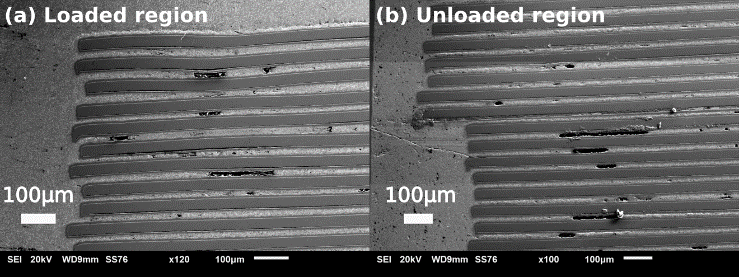 (a) Loaded region
100μm
SEI 20kV WD9mm SS76 x120 100μm
(b) Unloaded region
100μm
SEI 20kV WD9mm SS76 x100 100μm